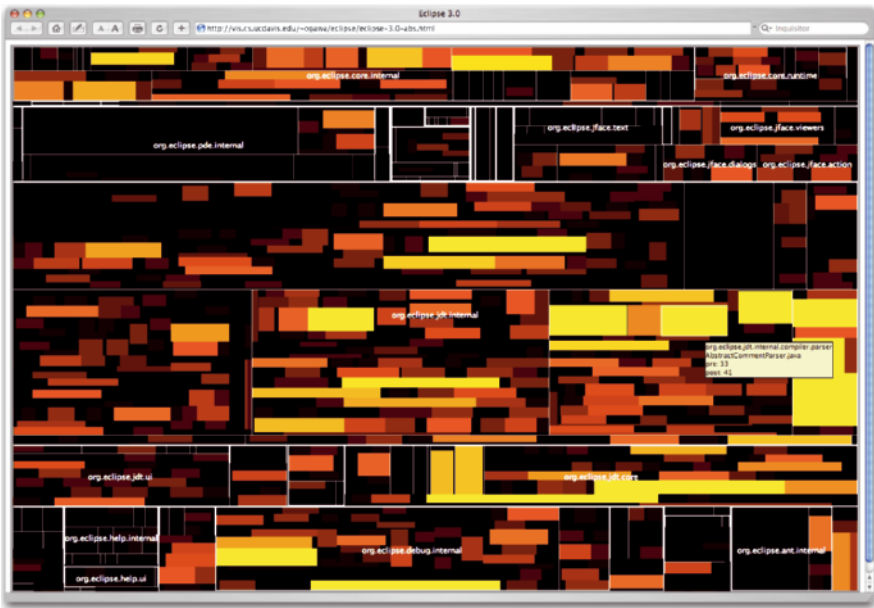 Eclipse 3.0
A A
+
http://vis.cs.ucdavis.edu/~ogawa/eclipse/eclipse-3.0-abs.html
Q- Inquisitor
org.eclipse.core.internal
org.eclipse.core.runtime
org.eclipse.pde.internal
org.eclipse.jface.text
org.eclipse.jface.viewers
org.eclipse.jface.dialogs
org.eclipse.jface.action
org.eclipse.jdt.internal
org.eclipse.jdt.internal.compiler.parser
AbstractCommentParser.java
pre: 33
post: 41
org.eclipse.jdt.ui
org.eclipse.jdt.core
org.eclipse.help.internal
org.eclipse.debug.internal
org.eclipse.ant.internal
org.eclipse.help.ui